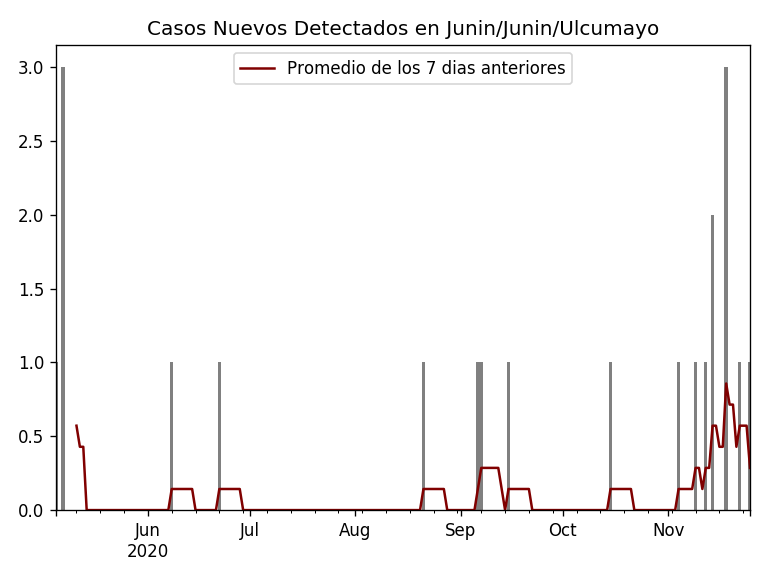 Casos Nuevos Detectados en Junin/Junin/Ulcumayo
Promedio de los 7 dias anteriores
3.0
2.5
2.0
1.5
1.0
0.5
0.0
Jun Jul Aug Sep Oct Nov
2020